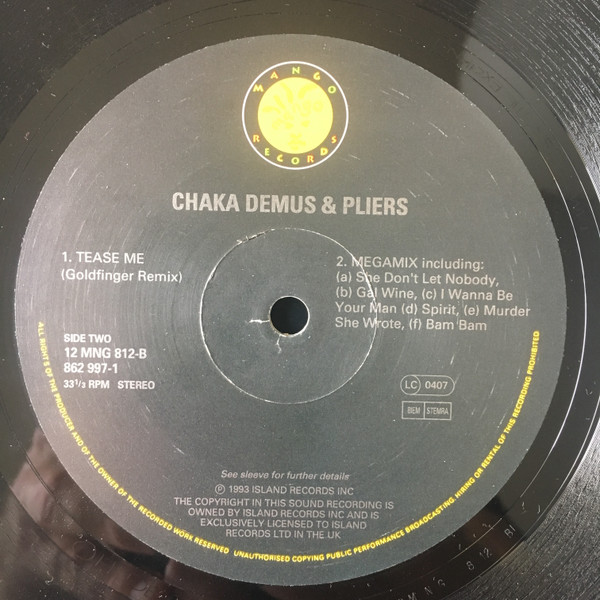 MANGO
RECORDS
CHAKA DEMUS & PLIERS
1. TEASE ME
(Goldfinger Remix)
2. MEGAMIX including:
(a) She Don't Let Nobody,
(b) Gal Wine, (c) I Wanna Be
Your Man (d) Spirit, (e) Murder
She Wrote, (f) Bam Bam
SIDE TWO
12 MNG 812-B
862 997-1
33 1/3 RPM STEREO
LC 0407
BIEM STEMRA
See sleeve for further details
℗ 1993 ISLAND RECORDS INC
THE COPYRIGHT IN THIS SOUND RECORDING IS
OWNED BY ISLAND RECORDS INC AND IS
EXCLUSIVELY LICENSED TO ISLAND
RECORDS LTD IN THE UK
ALL RIGHTS OF THE PRODUCER AND OF THE OWNER OF THE RECORDED WORK RESERVED UNAUTHORISED COPYING PUBLIC PERFORMANCE BROADCASTING, HIRING OR RENTAL OF THIS RECORDING PROHIBITED